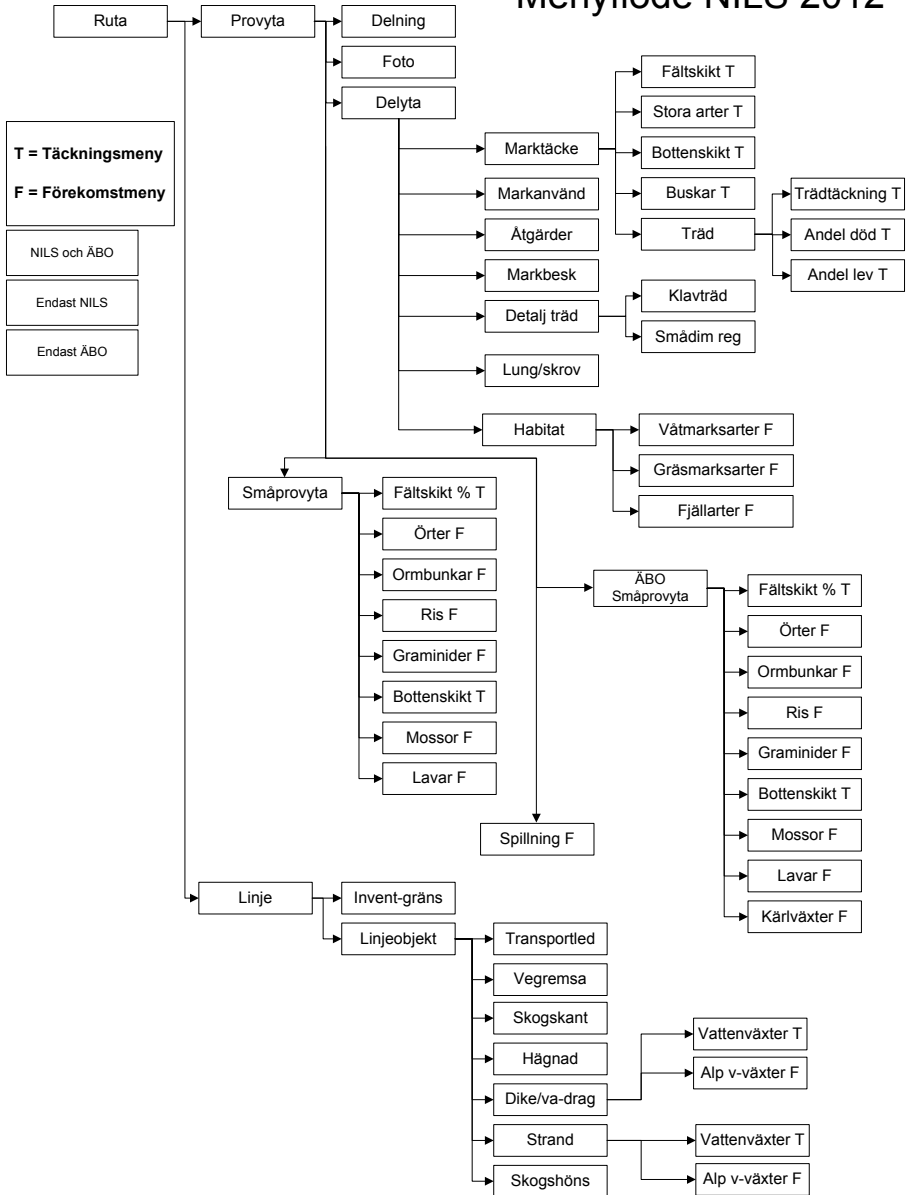 Menyflöde NILS 2012
Ruta
Provyta
Delning
Foto
Delyta
T = Täckningsmeny
F = Förekomstmeny
NILS och ÄBO
Endast NILS
Endast ÄBO
Marktäcke
Markanvänd
Åtgärder
Markbesk
Detalj träd
Lung/skrov
Habitat
Fältskikt T
Stora arter T
Bottenskikt T
Buskar T
Träd
Trädtäckning T
Andel död T
Andel lev T
Klavträd
Smådim reg
Våtmarksarter F
Gräsmarksarter F
Fjällarter F
Småprovyta
Fältskikt % T
Örter F
Ormbunkar F
Ris F
Graminider F
Bottenskikt T
Mossor F
Lavar F
ÄBO
Småprovyta
Fältskikt % T
Örter F
Ormbunkar F
Ris F
Graminider F
Bottenskikt T
Mossor F
Lavar F
Kärlväxter F
Spillning F
Linje
Invent-gräns
Linjeobjekt
Transportled
Vegremsa
Skogskant
Hägnad
Dike/va-drag
Strand
Skogshöns
Vattenväxter T
Alp v-växter F
Vattenväxter T
Alp v-växter F